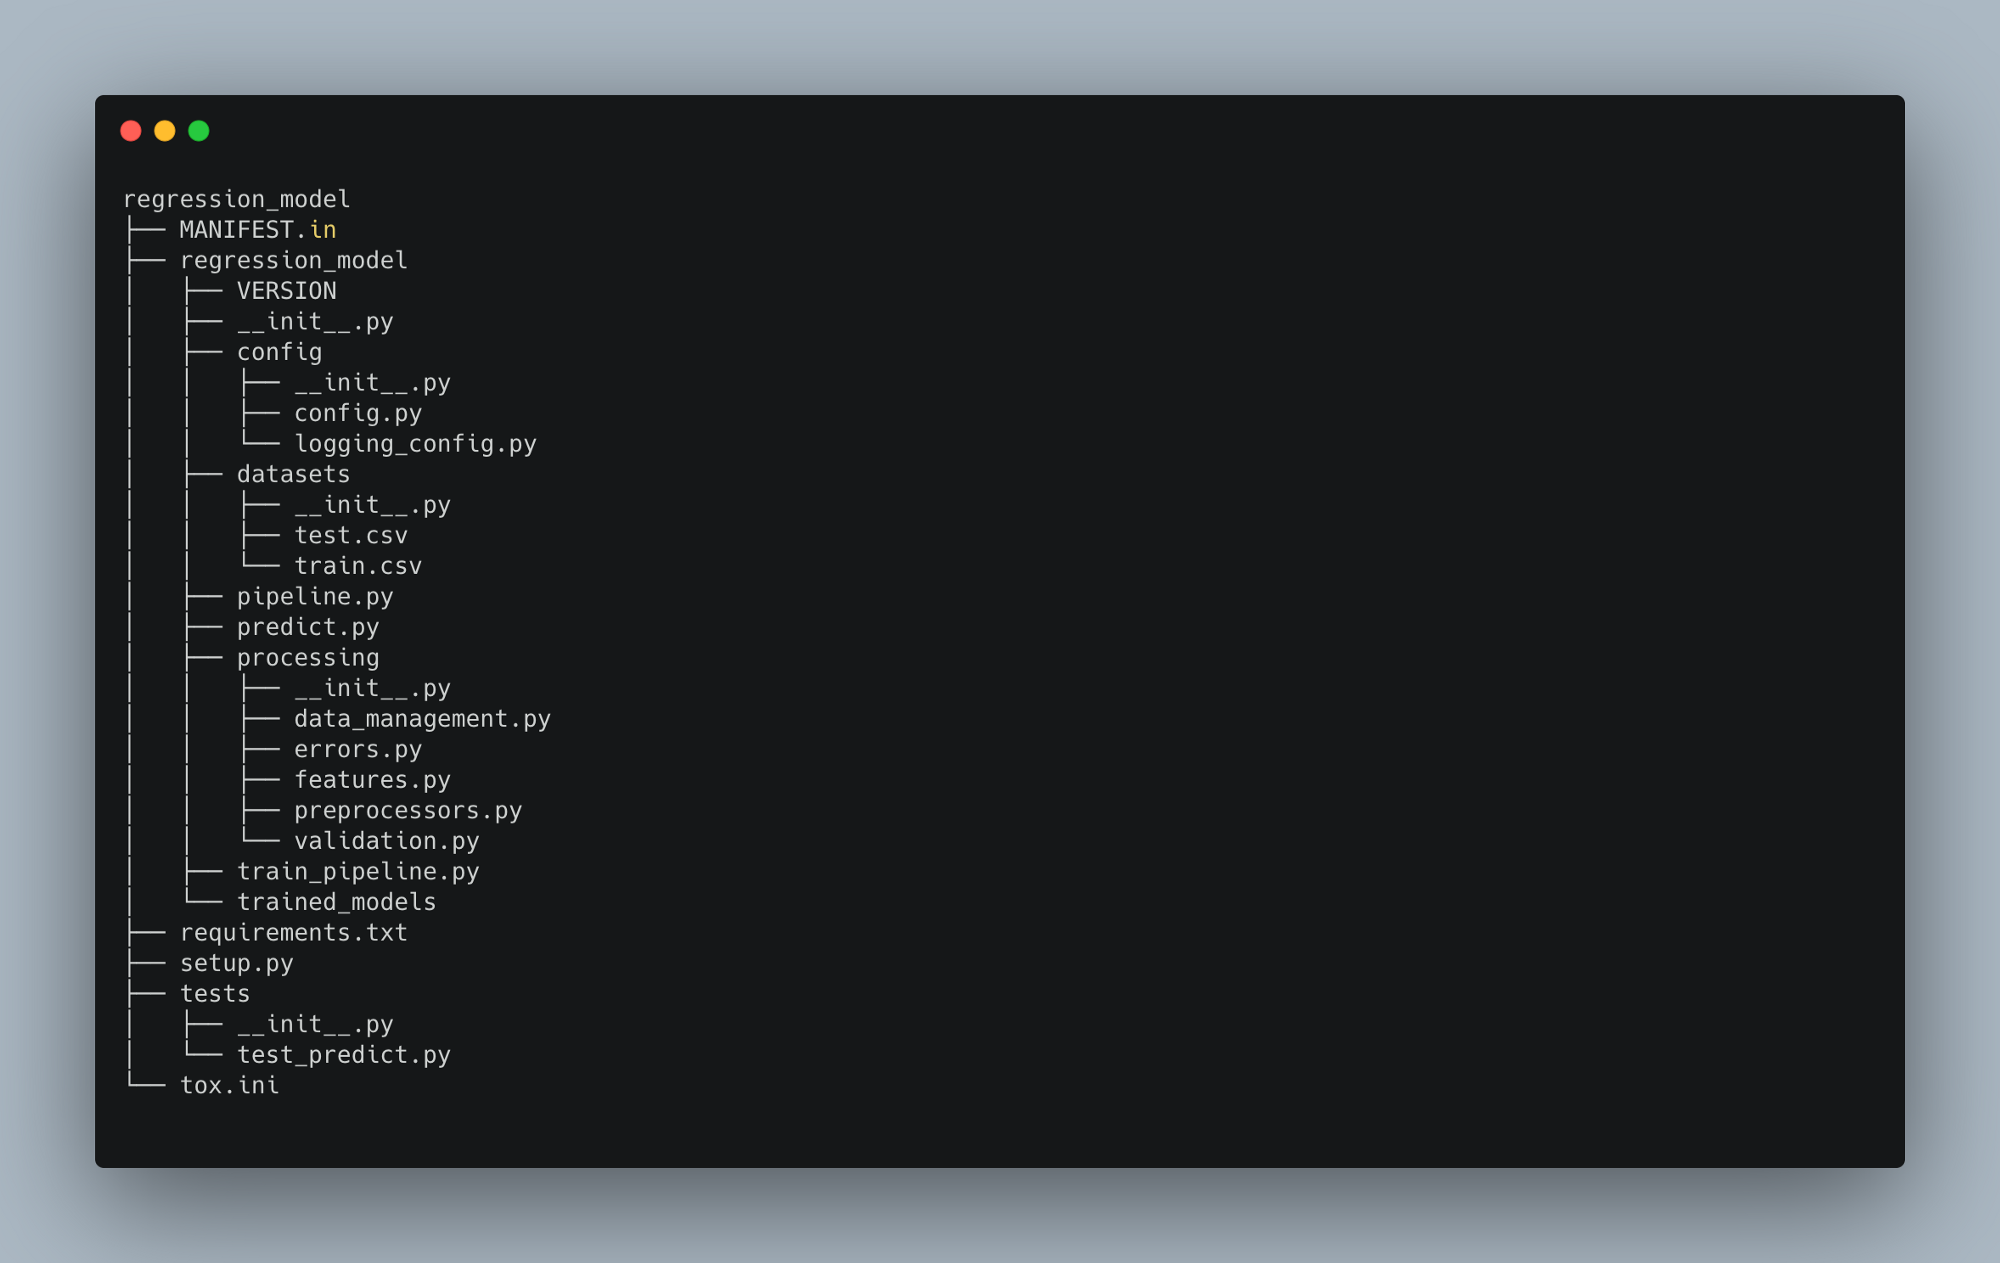 regression_model
├── MANIFEST.in
├── regression_model
│   ├── VERSION
│   ├── __init__.py
│   ├── config
│   │   ├── __init__.py
│   │   ├── config.py
│   │   └── logging_config.py
│   ├── datasets
│   │   ├── __init__.py
│   │   ├── test.csv
│   │   └── train.csv
│   ├── pipeline.py
│   ├── predict.py
│   ├── processing
│   │   ├── __init__.py
│   │   ├── data_management.py
│   │   ├── errors.py
│   │   ├── features.py
│   │   ├── preprocessors.py
│   │   └── validation.py
│   ├── train_pipeline.py
│   └── trained_models
├── requirements.txt
├── setup.py
├── tests
│   ├── __init__.py
│   └── test_predict.py
└── tox.ini